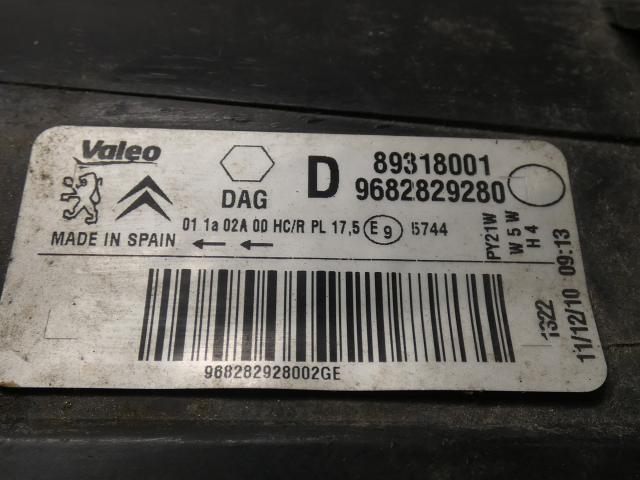 Valeo
DAG
D
89318001
9682829280
01 1a 02A 00 HC/R PL 17,5 E9 5744
MADE IN SPAIN
PY21W
W5W
H4
1322
11/12/10 09:13
968282928002GE